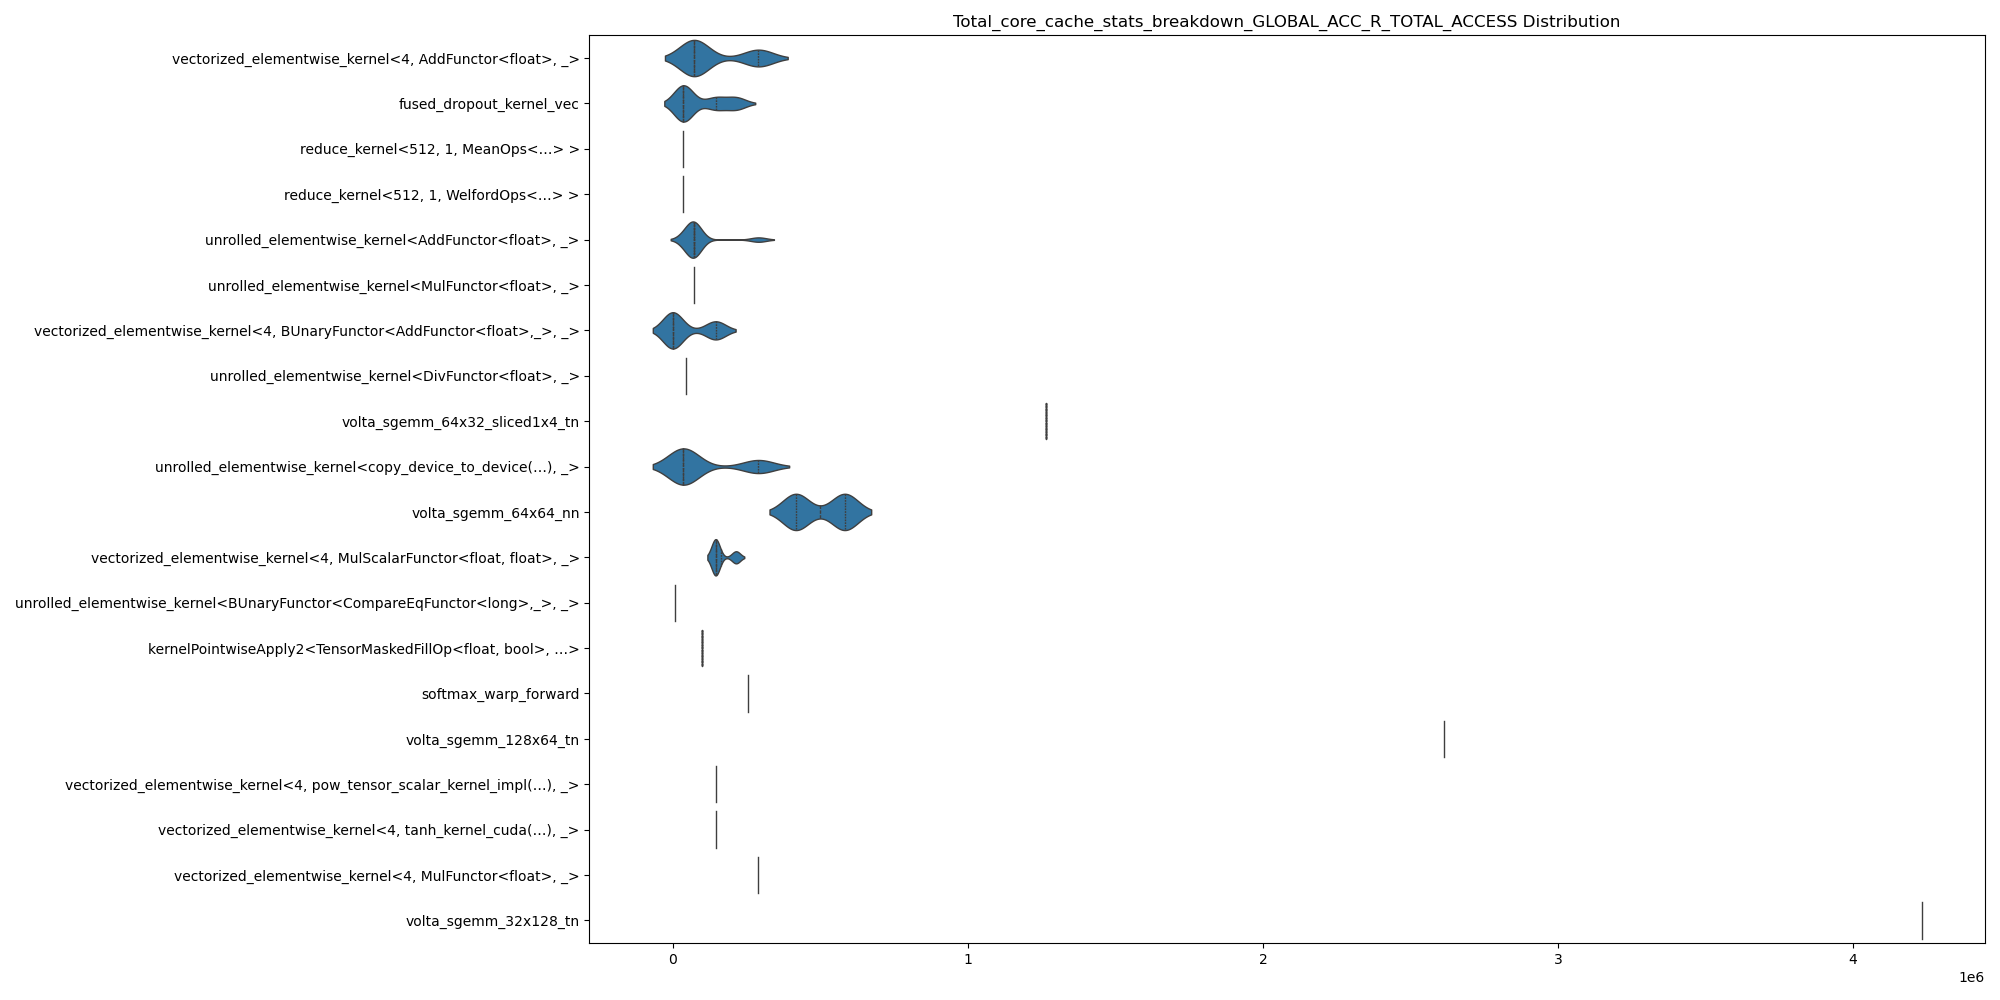 Total_core_cache_stats_breakdown_GLOBAL_ACC_R_TOTAL_ACCESS Distribution
vectorized_elementwise_kernel<4, AddFunctor<float>, _>
fused_dropout_kernel_vec
reduce_kernel<512, 1, MeanOps<...> >
reduce_kernel<512, 1, WelfordOps<...> >
unrolled_elementwise_kernel<AddFunctor<float>, _>
unrolled_elementwise_kernel<MulFunctor<float>, _>
vectorized_elementwise_kernel<4, BUnaryFunctor<AddFunctor<float>,_>, _>
unrolled_elementwise_kernel<DivFunctor<float>, _>
volta_sgemm_64x32_sliced1x4_tn
unrolled_elementwise_kernel<copy_device_to_device(...), _>
volta_sgemm_64x64_nn
vectorized_elementwise_kernel<4, MulScalarFunctor<float, float>, _>
unrolled_elementwise_kernel<BUnaryFunctor<CompareEqFunctor<long>,_>, _>
kernelPointwiseApply2<TensorMaskedFillOp<float, bool>, ...>
softmax_warp_forward
volta_sgemm_128x64_tn
vectorized_elementwise_kernel<4, pow_tensor_scalar_kernel_impl(...), _>
vectorized_elementwise_kernel<4, tanh_kernel_cuda(...), _>
vectorized_elementwise_kernel<4, MulFunctor<float>, _>
volta_sgemm_32x128_tn
0 1 2 3 4
1e6